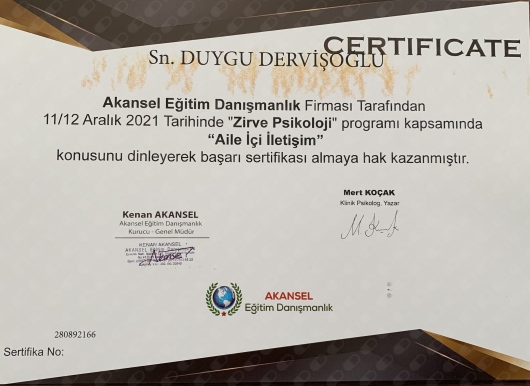 CERTIFICATE
Sn. DUYGU DERVİŞOĞLU
Akansel Eğitim Danışmanlık Firması Tarafından
11/12 Aralık 2021 Tarihinde "Zirve Psikoloji" programı kapsamında
“Aile İçi İletişim”
konusunu dinleyerek başarı sertifikası almaya hak kazanmıştır.
Mert KOÇAK
Klinik Psikolog, Yazar
Kenan AKANSEL
Akansel Eğitim Danışmanlık
Kurucu - Genel Müdür
KENAN AKANSEL
AKANSEL
Eğitim Danışmanlık
280892166
Sertifika No: